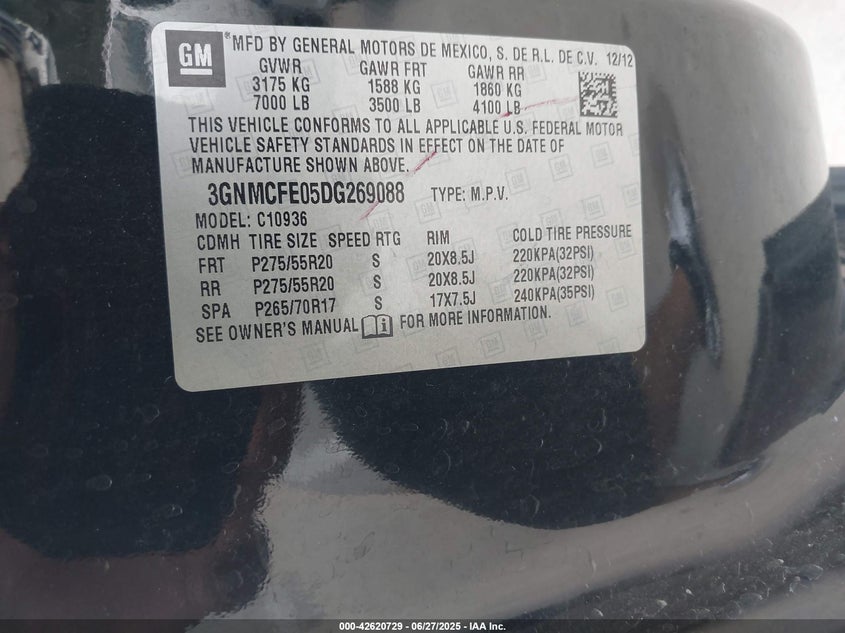 GM
*MFD BY GENERAL MOTORS DE MEXICO, S. DE R.L. DE C.V. 12/12
GVWR GAWR FRT GAWR RR
3175 KG 1588 KG 1860 KG
7000 LB 3500 LB 4100 LB
THIS VEHICLE CONFORMS TO ALL APPLICABLE U.S. FEDERAL MOTOR
VEHICLE SAFETY STANDARDS IN EFFECT ON THE DATE OF
MANUFACTURE SHOWN ABOVE.
3GNMCFE05DG269088 TYPE: M.P.V.
MODEL: C10936
CDMH TIRE SIZE SPEED RTG RIM COLD TIRE PRESSURE
FRT P275/55R20 S 20X8.5J 220KPA(32PSI)
RR P275/55R20 S 20X8.5J 220KPA(32PSI)
SPA P265/70R17 S 17X7.5J 240KPA(35PSI)
SEE OWNER'S MANUAL FOR MORE INFORMATION.
000-42620729 - 06/27/2025 - IAA Inc.